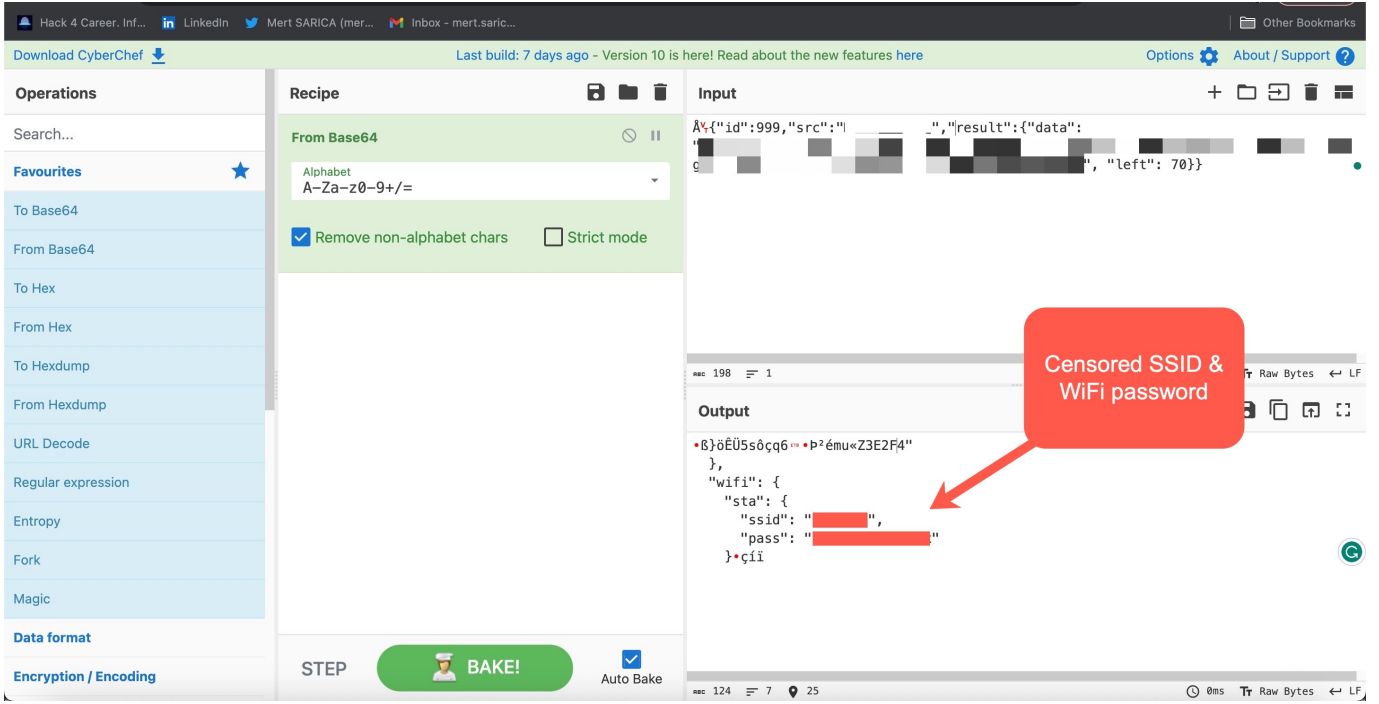 Hack 4 Career. Inf... LinkedIn Mert SARICA (mer... Inbox - mert.saric... Other Bookmarks
Download CyberChef Last build: 7 days ago - Version 10 is here! Read about the new features here Options About / Support
Operations
Search...
Favourites
To Base64
From Base64
To Hex
From Hex
To Hexdump
From Hexdump
URL Decode
Regular expression
Entropy
Fork
Magic
Data format
Encryption / Encoding
Recipe
From Base64
Alphabet
A-Za-z0-9+/=
Remove non-alphabet chars Strict mode
STEP BAKE! Auto Bake
Input
{"id":999,"src":" ","result":{"data":
", "left": 70}}
198 1 Raw Bytes LF
Censored SSID &
WiFi password
Output
ß}öÊÜ5sôçq6 Þ²ému«Z3E2F4"
},
"wifi": {
"sta": {
"ssid": " ",
"pass": " "
}•çíï
124 7 25 0ms Raw Bytes LF